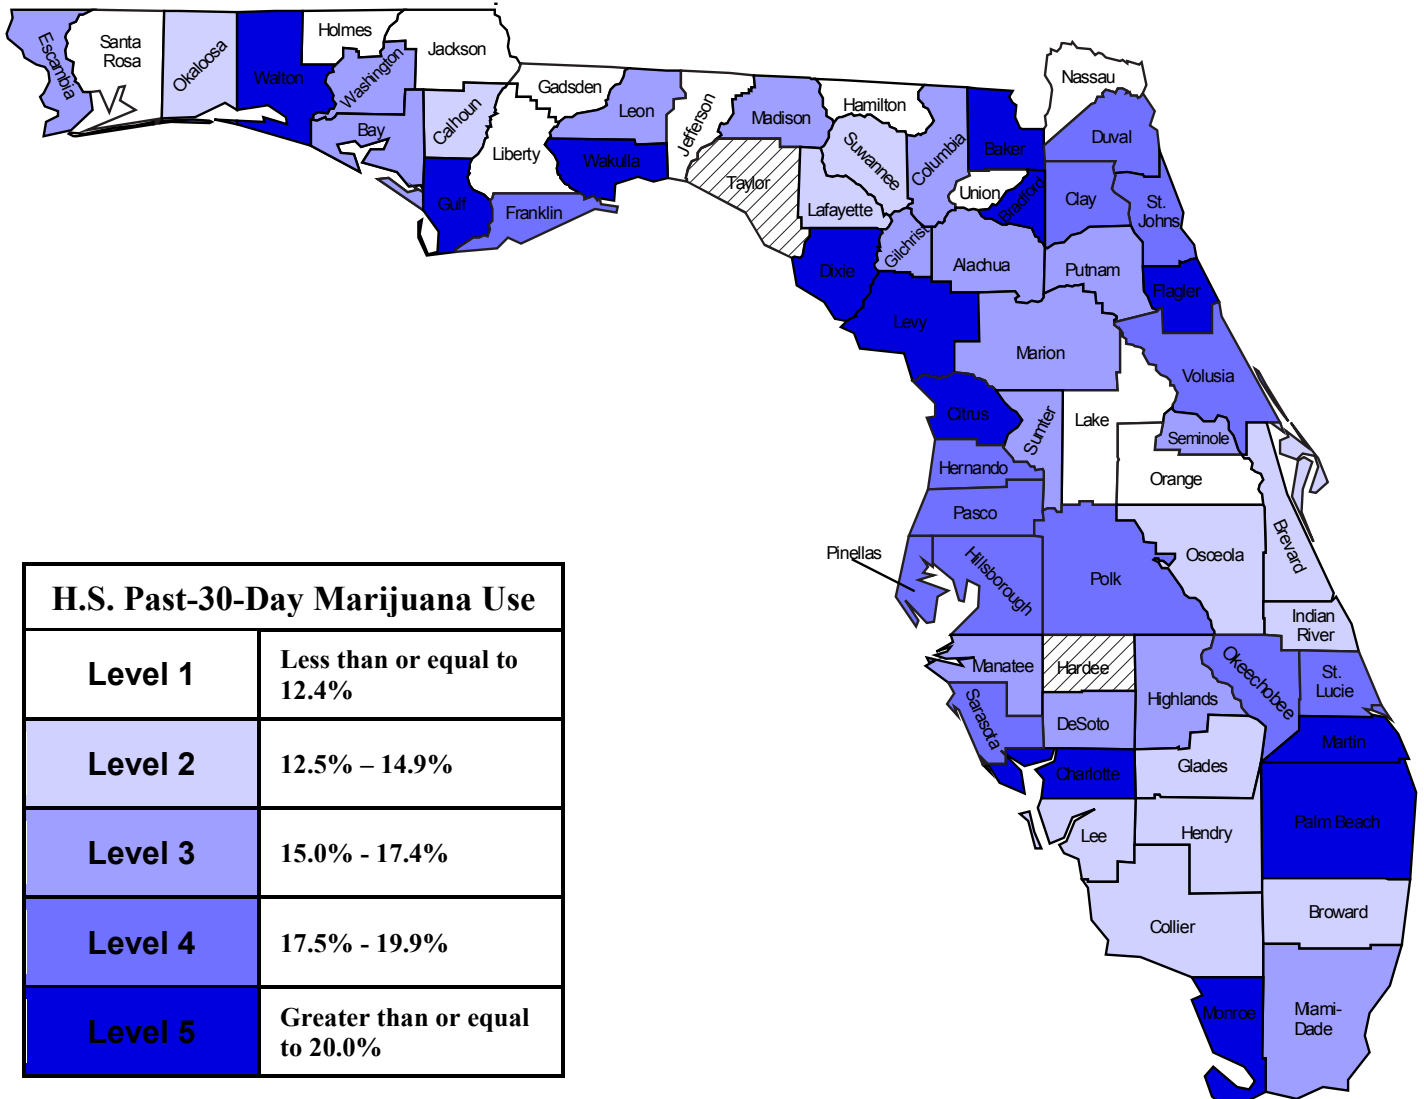 Escambia
Santa
Rosa
Okaloosa
Walton
Holmes
Washington
Jackson
Bay
Calhoun
Gulf
Gadsden
Liberty
Franklin
Leon
Wakulla
Jefferson
Madison
Taylor
Hamilton
Suwannee
Lafayette
Dixie
Columbia
Gilchrist
Levy
Baker
Union
Bradford
Alachua
Nassau
Duval
Clay
St.
Johns
Putnam
Flagler
Marion
Volusia
Citrus
Sumter
Lake
Seminole
Orange
Hernando
Pasco
Pinellas
Hillsborough
Polk
Osceola
Brevard
Indian
River
Manatee
Hardee
Highlands
Okeechobee
St.
Lucie
Sarasota
DeSoto
Martin
Charlotte
Glades
Palm Beach
Lee
Hendry
Collier
Broward
Monroe
Miami-
Dade
H.S. Past-30-Day Marijuana Use
Level 1
Less than or equal to
12.4%
Level 2
12.5% – 14.9%
Level 3
15.0% - 17.4%
Level 4
17.5% - 19.9%
Level 5
Greater than or equal
to 20.0%